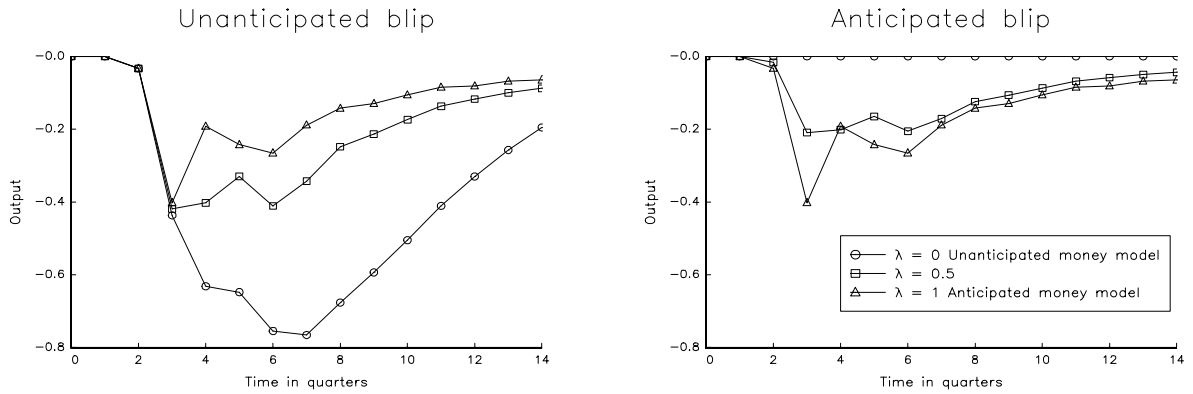 Unanticipated blip
Output
-0.0
-0.2
-0.4
-0.6
-0.8
0 2 4 6 8 10 12 14
Time in quarters
Anticipated blip
Output
-0.0
-0.2
-0.4
-0.6
-0.8
λ = 0 Unanticipated money model
λ = 0.5
λ = 1 Anticipated money model
0 2 4 6 8 10 12 14
Time in quarters